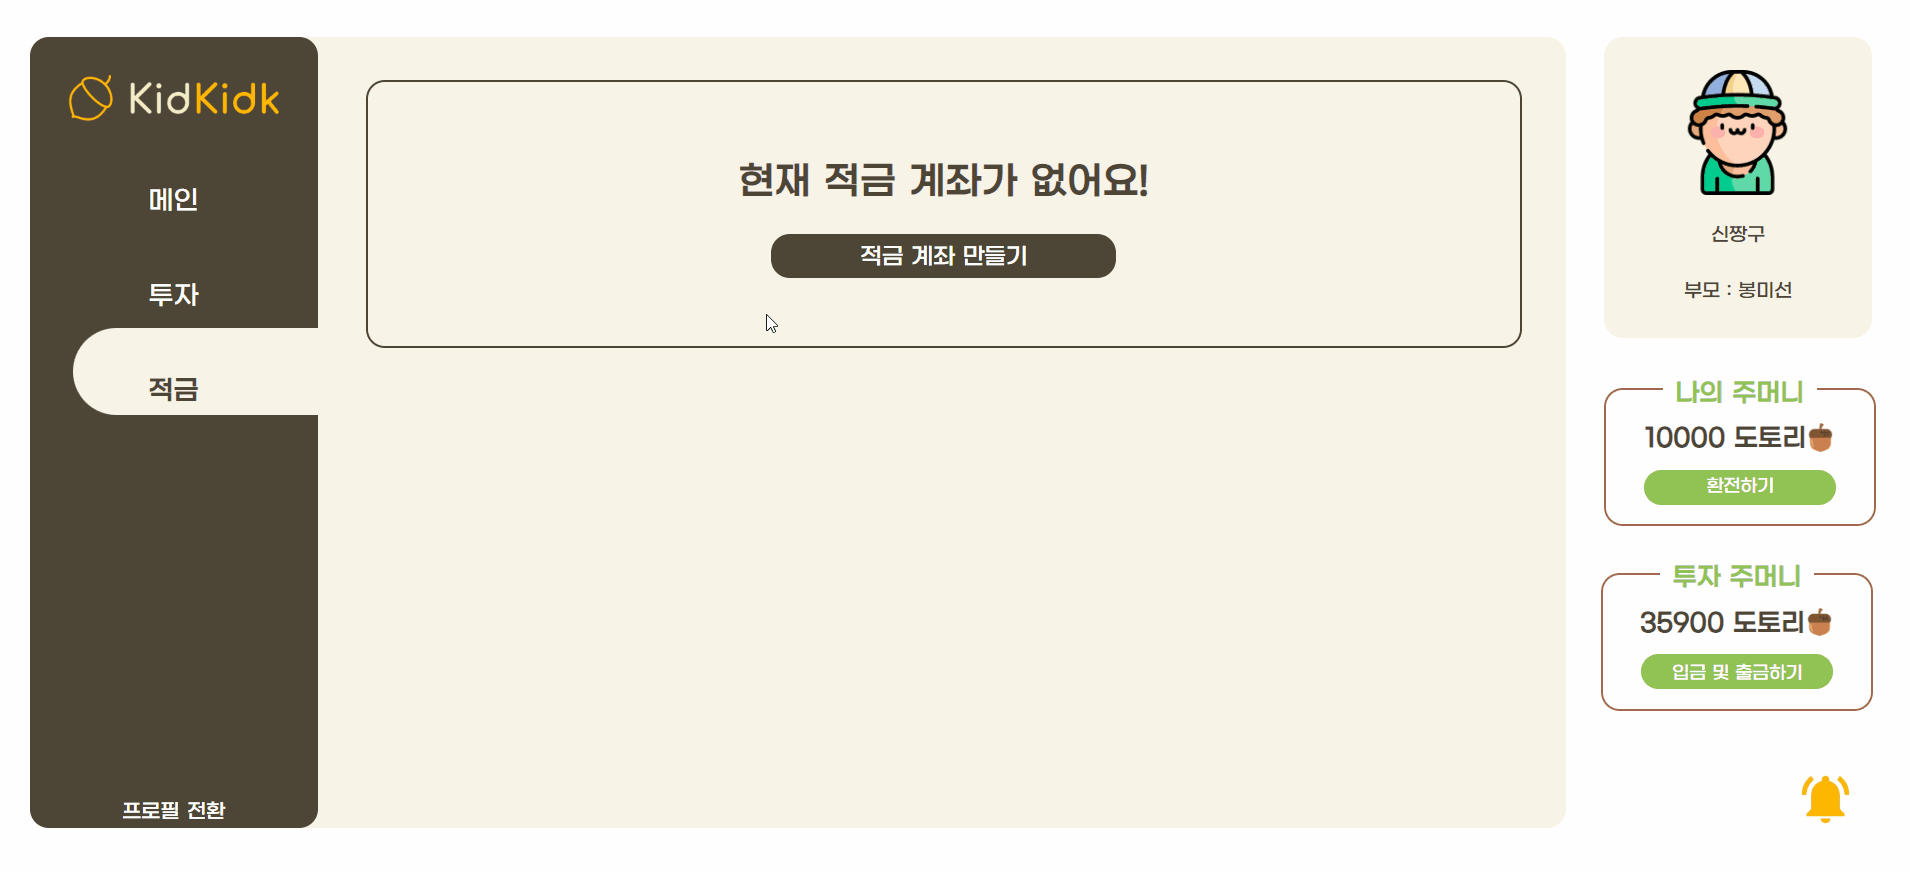 KidKidk
메인
투자
적금
프로필 전환
현재 적금 계좌가 없어요!
적금 계좌 만들기
신짱구
부모 : 봉미선
나의 주머니
10000 도토리
환전하기
투자 주머니
35900 도토리
입금 및 출금하기